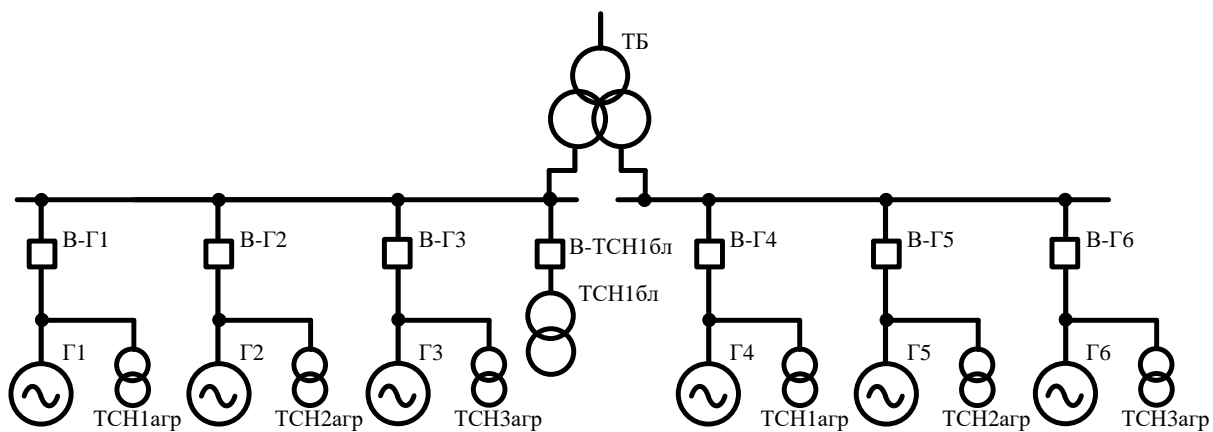 ТБ
В-Г1
В-Г2
В-Г3
В-ТСН1бл
В-Г4
В-Г5
В-Г6
ТСН1бл
Г1
Г2
Г3
Г4
Г5
Г6
ТСН1агр
ТСН2агр
ТСН3агр
ТСН1агр
ТСН2агр
ТСН3агр